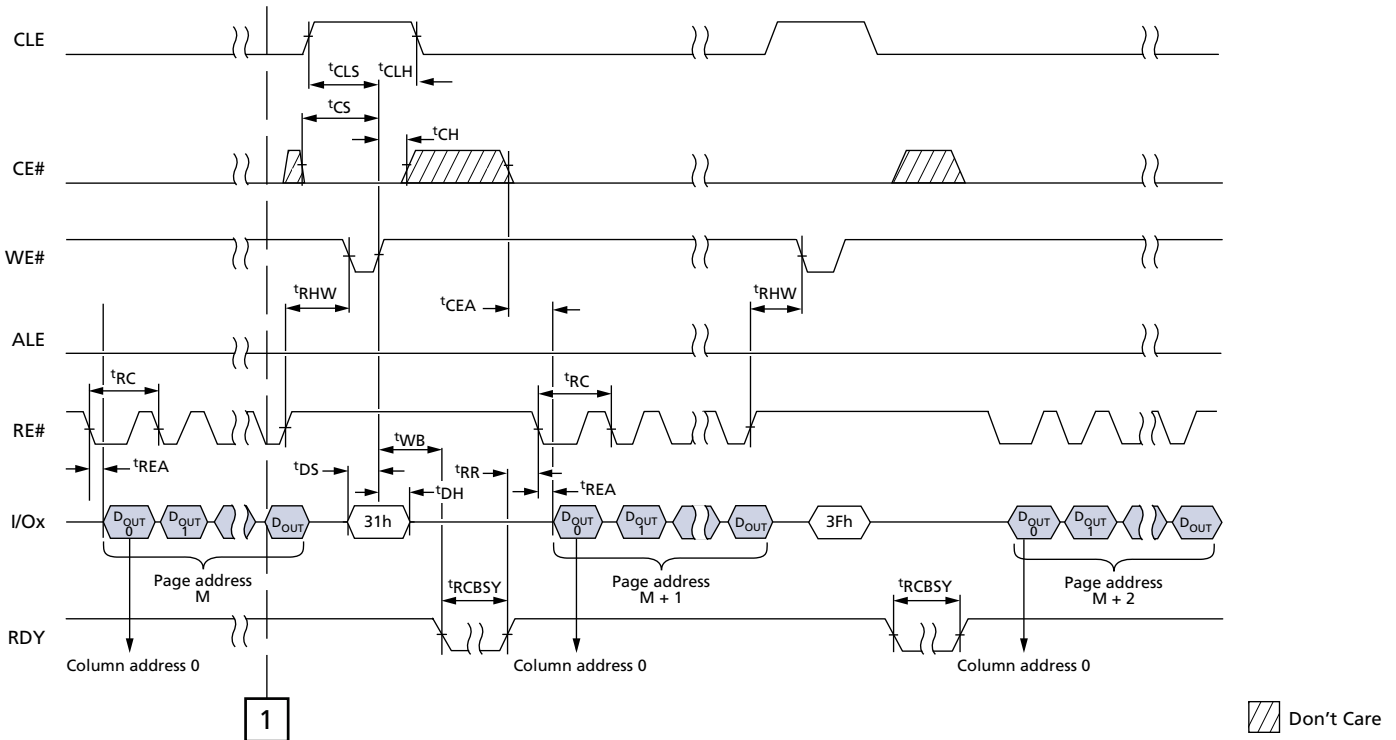 CLE
tCLS
tCLH
tCS
tCH
CE#
WE#
tRHW
tCEA
tRHW
ALE
tRC
tRC
RE#
tWB
tREA
tDS
tRR
tDH
tREA
I/Ox
DOUT
0
DOUT
1
DOUT
31h
DOUT
0
DOUT
1
DOUT
3Fh
DOUT
0
DOUT
1
DOUT
Page address
M
tRCBSY
Page address
M + 1
tRCBSY
Page address
M + 2
RDY
Column address 0
Column address 0
Column address 0
1
Don't Care